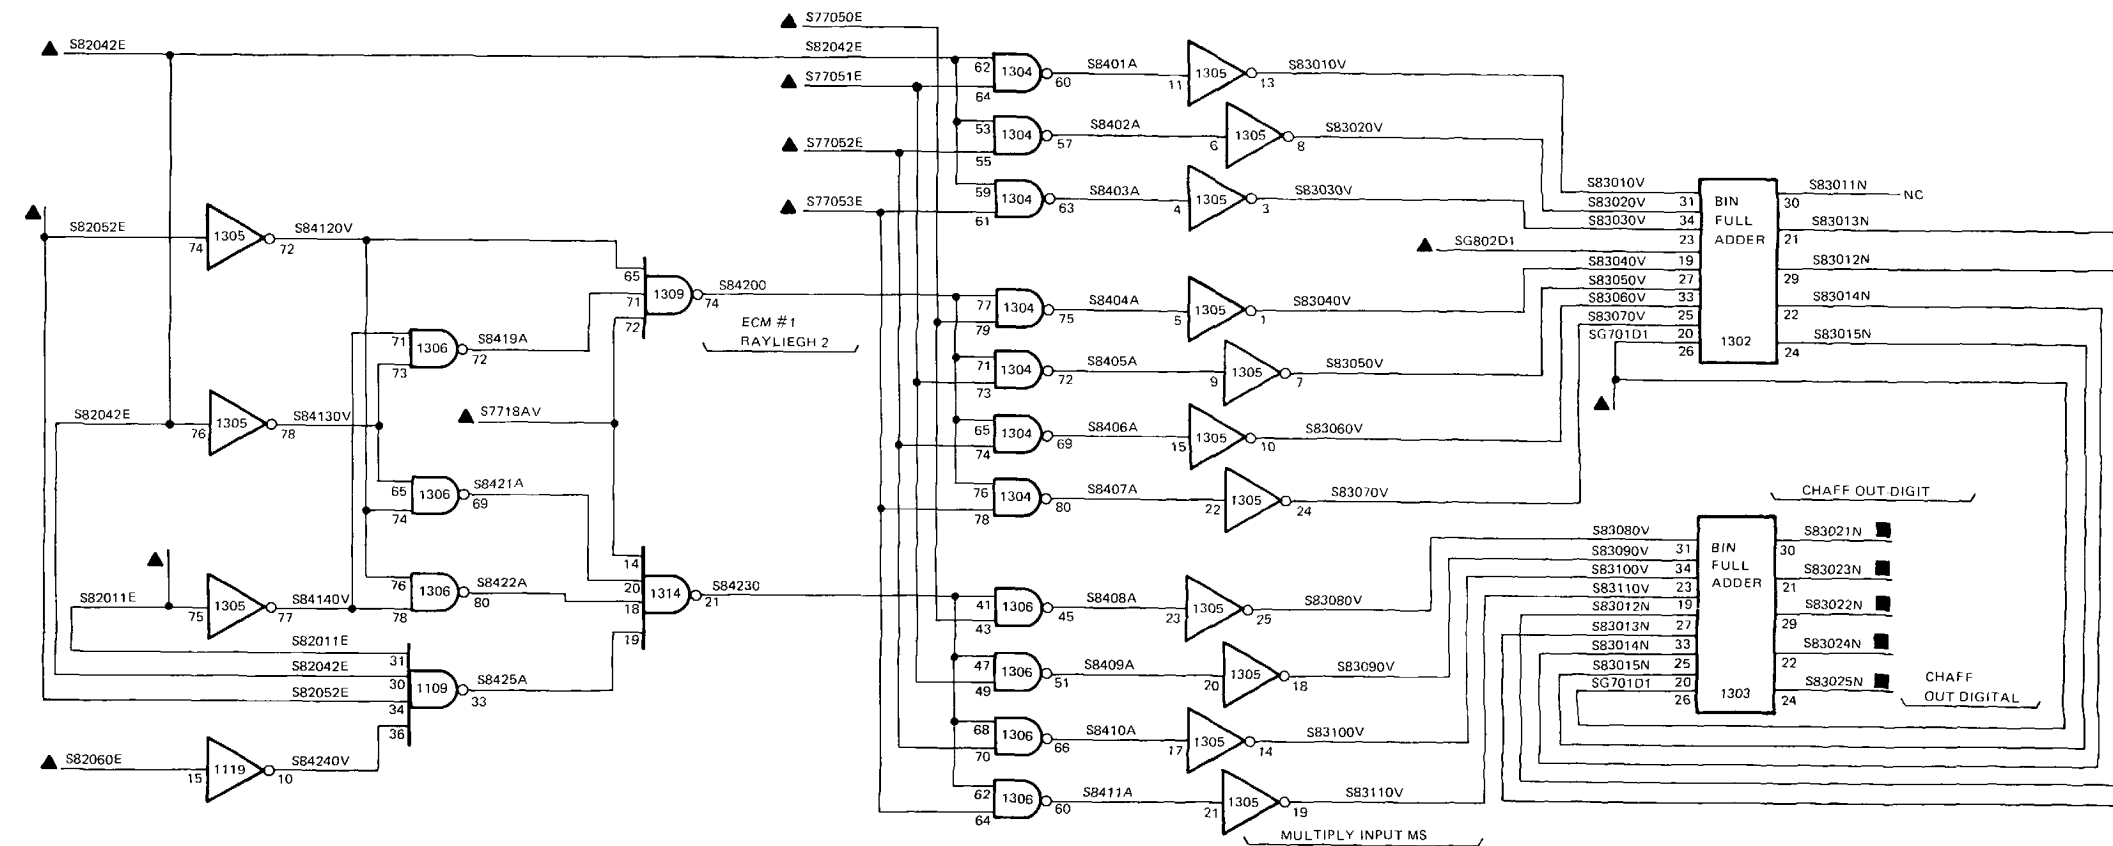 S77050E
S82042E
S82042E
S77051E
62
64
1304
60
S8401A
11
1305
13
S83010V
S77052E
53
55
1304
57
S8402A
6
1305
8
S83020V
S77053E
59
61
1304
63
S8403A
4
1305
3
S83030V
S82052E
74
1305
72
S84120V
65
71
72
1309
74
S84200
ECM #1
RAYLIEGH 2
71
73
1306
72
S8419A
S7718AV
S82042E
76
1305
78
S84130V
65
74
1306
69
S8421A
S82011E
75
1305
77
S84140V
76
78
1306
80
S8422A
14
20
18
19
1314
21
S84230
S82011E
31
S82042E
30
S82052E
34
36
1109
33
S8425A
S82060E
15
1119
10
S84240V
77
79
1304
75
S8404A
5
1305
1
S83040V
71
73
1304
72
S8405A
9
1305
7
S83050V
65
74
1304
69
S8406A
15
1305
10
S83060V
76
78
1304
80
S8407A
22
1305
24
S83070V
41
43
1306
45
S8408A
23
1305
25
S83080V
47
49
1306
51
S8409A
20
1305
18
S83090V
68
70
1306
66
S8410A
17
1305
14
S83100V
62
64
1306
60
S8411A
21
1305
19
S83110V
MULTIPLY INPUT MS
SG802D1
S83010V
31
S83020V
34
S83030V
23
19
S83040V
27
S83050V
33
S83060V
25
S83070V
20
SG701D1
26
BIN
FULL
ADDER
1302
S83011N
30
NC
S83013N
21
S83012N
29
S83014N
22
S83015N
24
CHAFF OUT DIGIT
S83080V
31
S83090V
34
S83100V
23
S83110V
19
S83012N
27
S83013N
33
S83014N
25
S83015N
20
SG701D1
26
BIN
FULL
ADDER
1303
S83021N
30
S83023N
21
S83022N
29
S83024N
22
S83025N
24
CHAFF
OUT DIGITAL